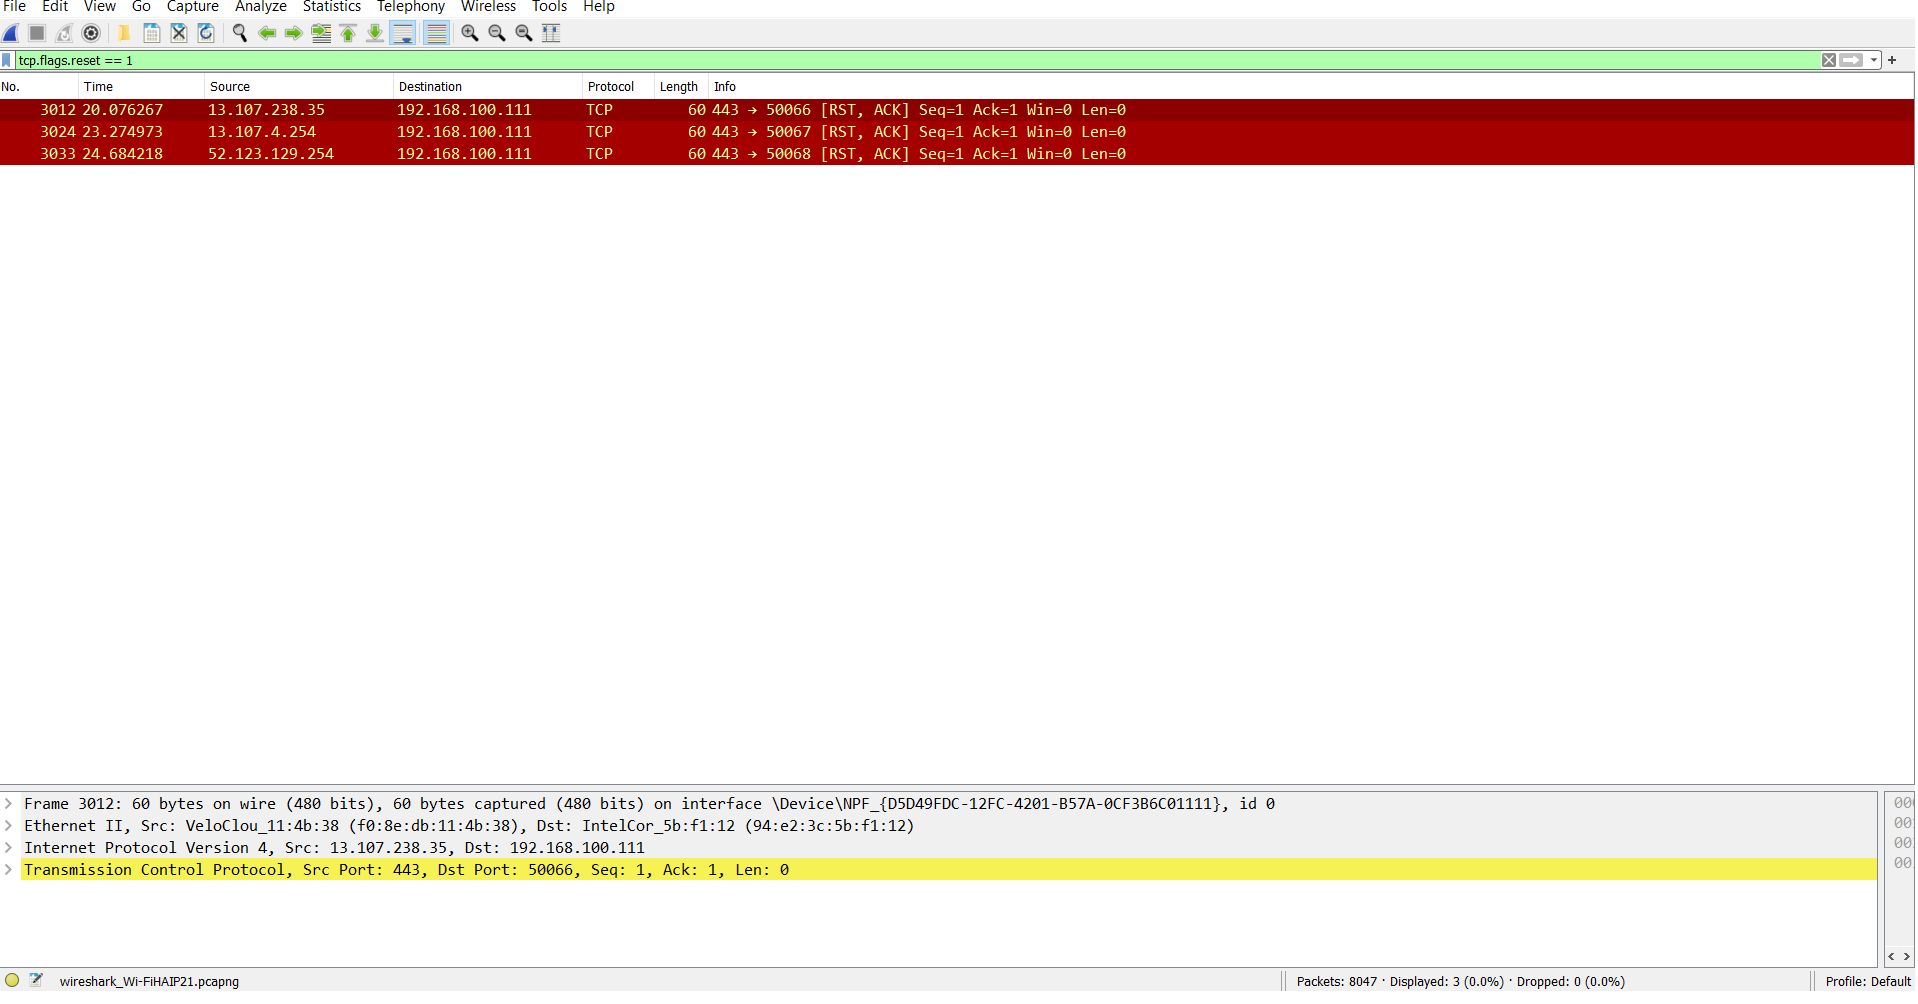 File Edit View Go Capture Analyze Statistics Telephony Wireless Tools Help
tcp.flags.reset == 1
No. Time Source Destination Protocol Length Info
3012 20.076267 13.107.238.35 192.168.100.111 TCP 60 443 → 50066 [RST, ACK] Seq=1 Ack=1 Win=0 Len=0
3024 23.274973 13.107.4.254 192.168.100.111 TCP 60 443 → 50067 [RST, ACK] Seq=1 Ack=1 Win=0 Len=0
3033 24.684218 52.123.129.254 192.168.100.111 TCP 60 443 → 50068 [RST, ACK] Seq=1 Ack=1 Win=0 Len=0
Frame 3012: 60 bytes on wire (480 bits), 60 bytes captured (480 bits) on interface \Device\NPF_{D5D49FDC-12FC-4201-B57A-0CF3B6C01111}, id 0
Ethernet II, Src: VeloClou_11:4b:38 (f0:8e:db:11:4b:38), Dst: IntelCor_5b:f1:12 (94:e2:3c:5b:f1:12)
Internet Protocol Version 4, Src: 13.107.238.35, Dst: 192.168.100.111
Transmission Control Protocol, Src Port: 443, Dst Port: 50066, Seq: 1, Ack: 1, Len: 0
wireshark_Wi-FiHAIP21.pcapng
Packets: 8047 · Displayed: 3 (0.0%) · Dropped: 0 (0.0%)
Profile: Default